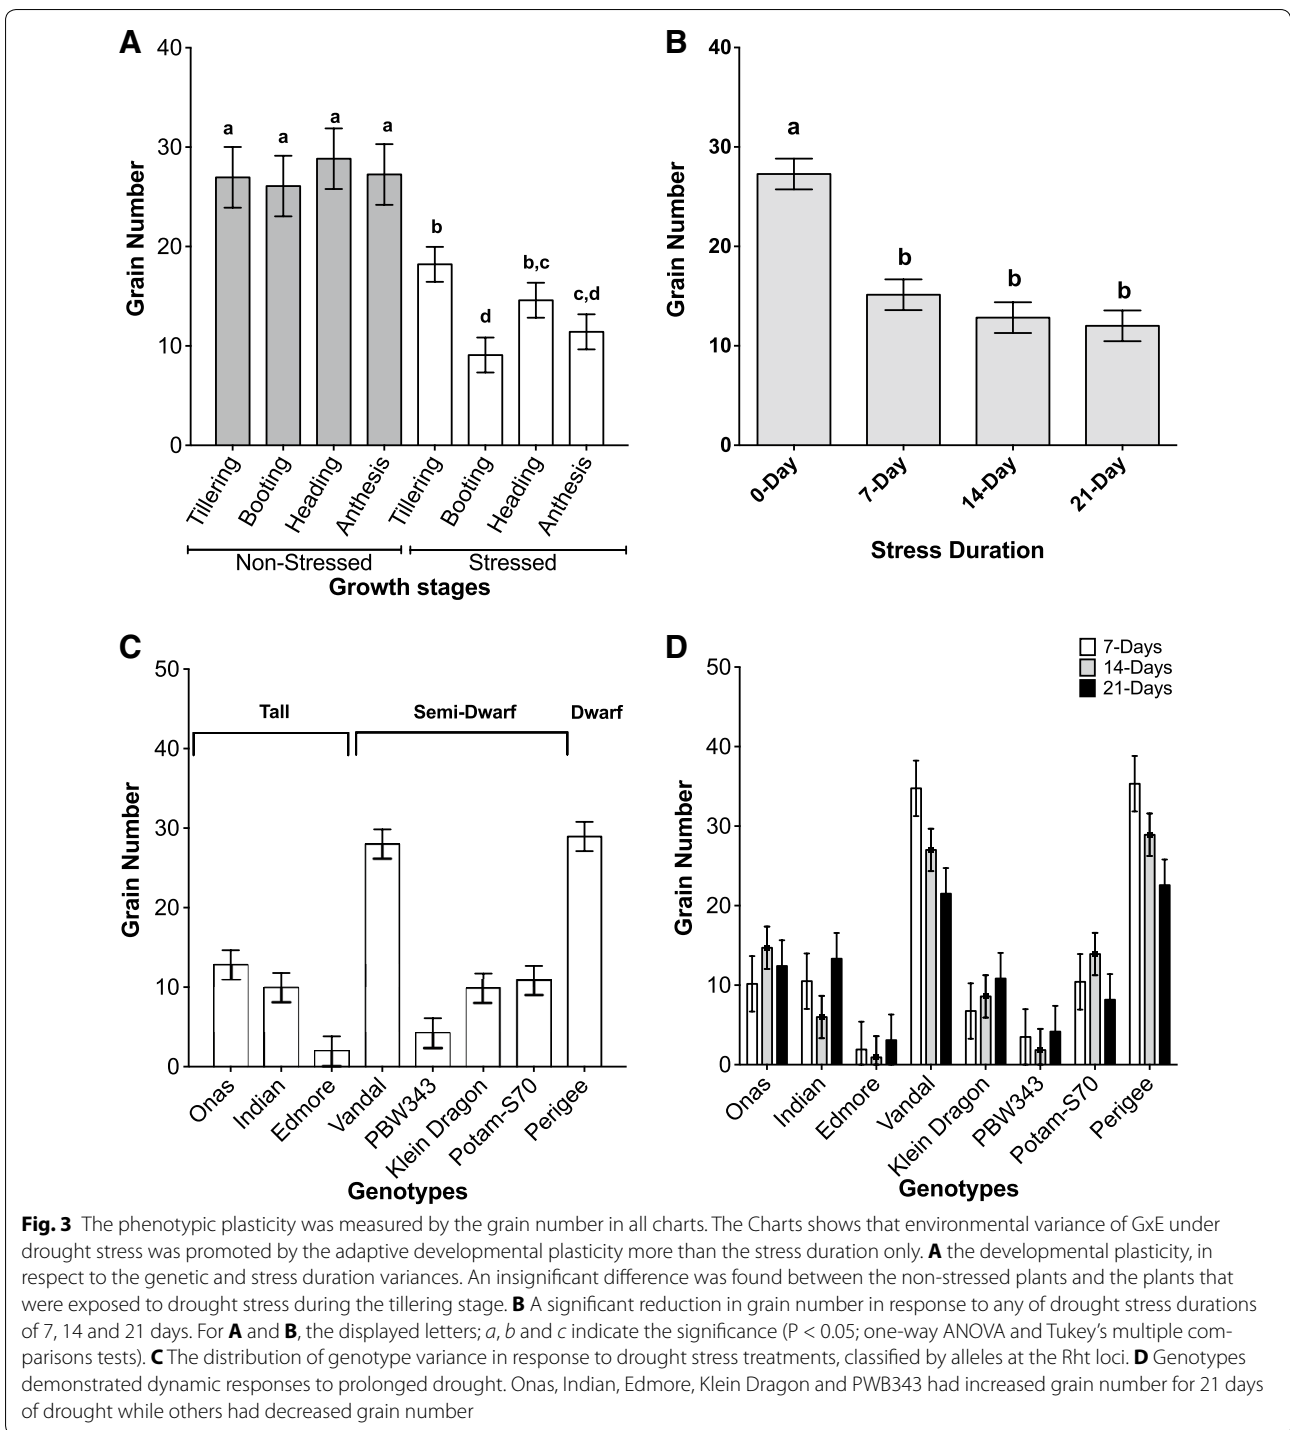 A
40
30
20
10
0
Grain Number
a
a
a
a
b
d
b,c
c,d
Tillering
Booting
Heading
Anthesis
Tillering
Booting
Heading
Anthesis
Non-Stressed
Stressed
Growth stages
B
40
30
20
10
0
Grain Number
a
b
b
b
0-Day
7-Day
14-Day
21-Day
Stress Duration
C
50
40
30
20
10
0
Grain Number
Tall
Semi-Dwarf
Dwarf
Onas
Indian
Edmore
Vandal
PBW343
Klein Dragon
Potam-S70
Perigee
Genotypes
D
7-Days
14-Days
21-Days
50
40
30
20
10
0
Grain Number
Onas
Indian
Edmore
Vandal
Klein Dragon
PBW343
Potam-S70
Perigee
Genotypes
Fig. 3 The phenotypic plasticity was measured by the grain number in all charts. The Charts shows that environmental variance of GxE under
drought stress was promoted by the adaptive developmental plasticity more than the stress duration only. A the developmental plasticity, in
respect to the genetic and stress duration variances. An insignificant difference was found between the non-stressed plants and the plants that
were exposed to drought stress during the tillering stage. B A significant reduction in grain number in response to any of drought stress durations
of 7, 14 and 21 days. For A and B, the displayed letters; a, b and c indicate the significance (P < 0.05; one-way ANOVA and Tukey's multiple com-
parisons tests). C The distribution of genotype variance in response to drought stress treatments, classified by alleles at the Rht loci. D Genotypes
demonstrated dynamic responses to prolonged drought. Onas, Indian, Edmore, Klein Dragon and PWB343 had increased grain number for 21 days
of drought while others had decreased grain number